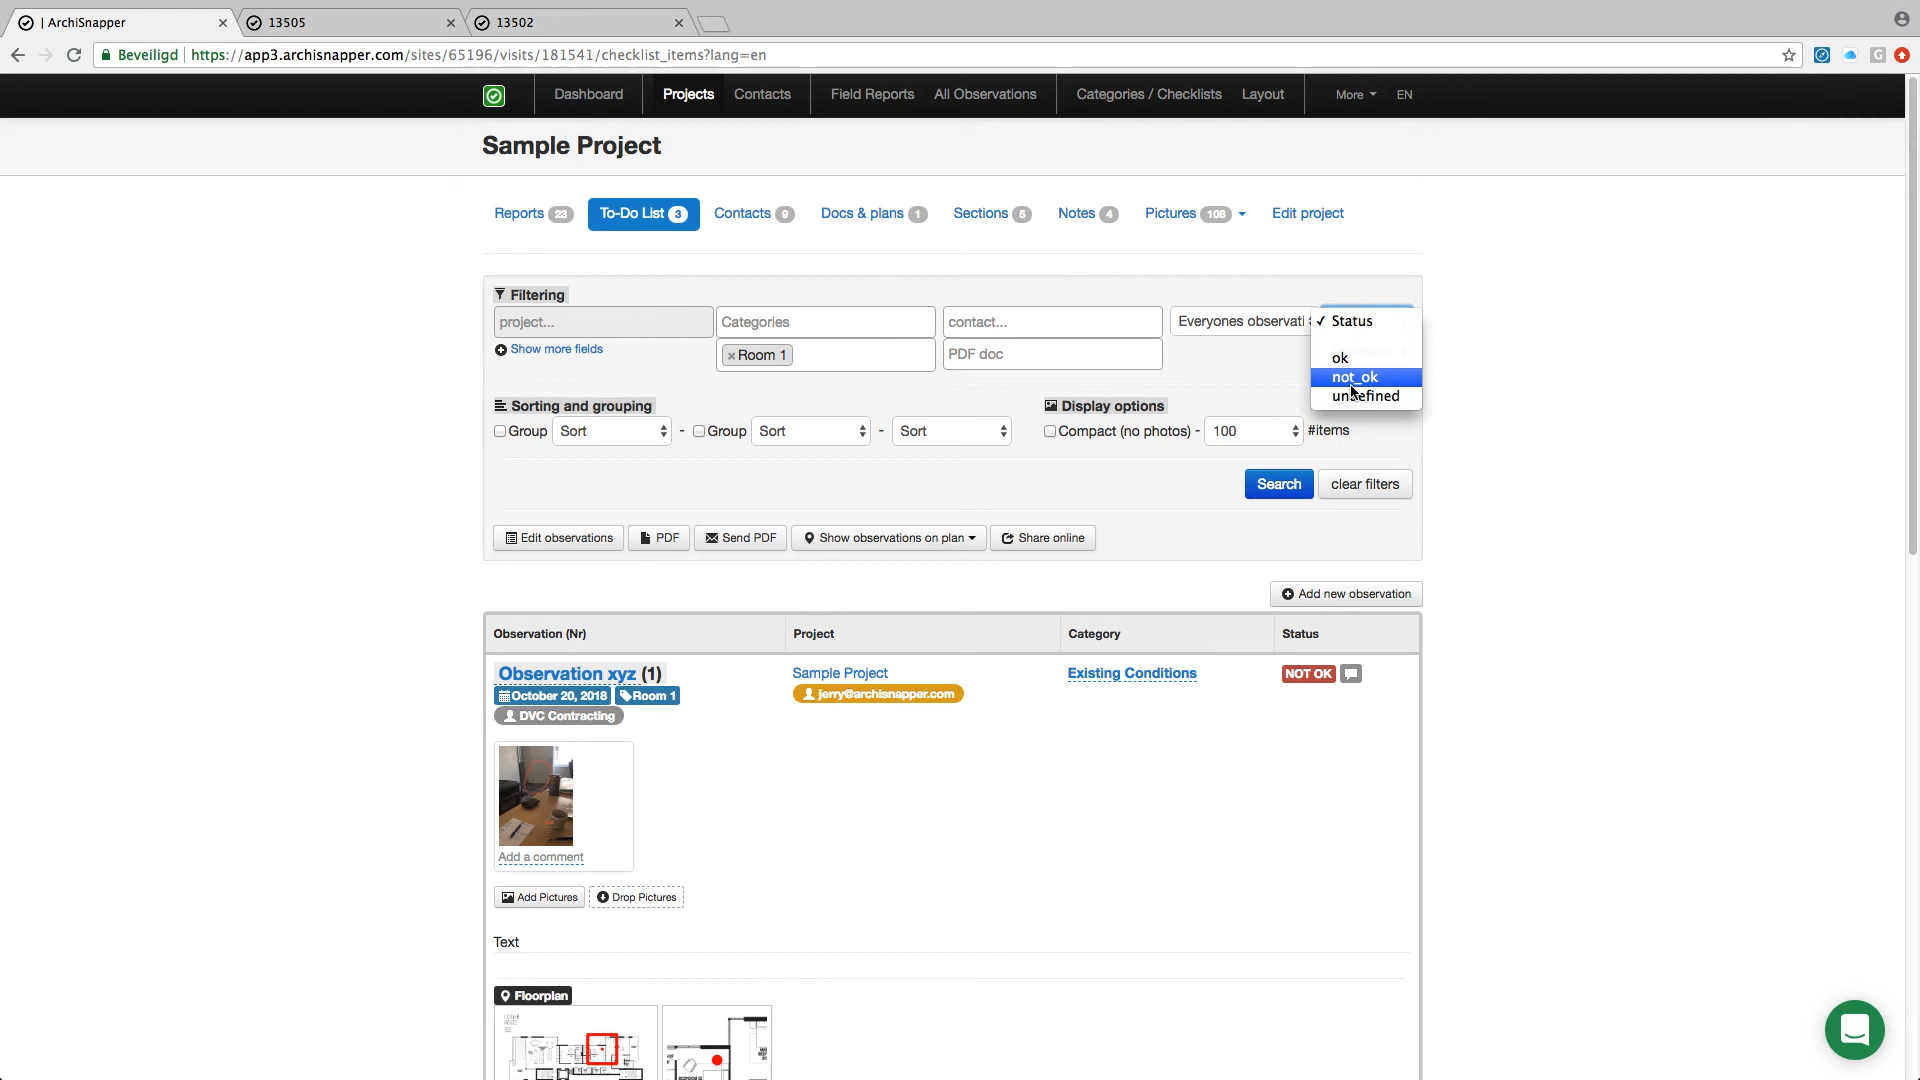 | ArchiSnapper
13505
13502
Beveiligd | https://app3.archisnapper.com/sites/65196/visits/181541/checklist_items?lang=en
Dashboard Projects Contacts Field Reports All Observations Categories / Checklists Layout More EN
Sample Project
Reports 23 To-Do List 3 Contacts 9 Docs & plans 1 Sections 5 Notes 4 Pictures 108 Edit project
Filtering
project... Categories contact... Everyones observati ✓ Status
Show more fields × Room 1 PDF doc
ok
not_ok
undefined
Sorting and grouping Display options
Group Sort - Group Sort - Sort Compact (no photos) - 100 #items
Search clear filters
Edit observations PDF Send PDF Show observations on plan Share online
Add new observation
Observation (Nr) Project Category Status
Observation xyz (1) Sample Project Existing Conditions NOT OK
October 20, 2018 Room 1 jerry@archisnapper.com
DVC Contracting
Add a comment
Add Pictures Drop Pictures
Text
Floorplan